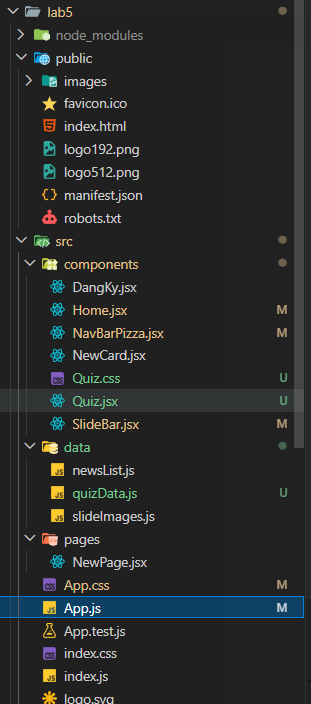 lab5
node_modules
public
images
favicon.ico
index.html
logo192.png
logo512.png
manifest.json
robots.txt
src
components
DangKy.jsx
Home.jsx M
NavBarPizza.jsx M
NewCard.jsx
Quiz.css U
Quiz.jsx U
SlideBar.jsx M
data
newsList.js
quizData.js U
slideImages.js
pages
NewPage.jsx
App.css M
JS App.js M
App.test.js
index.css
JS index.js
logo.svg